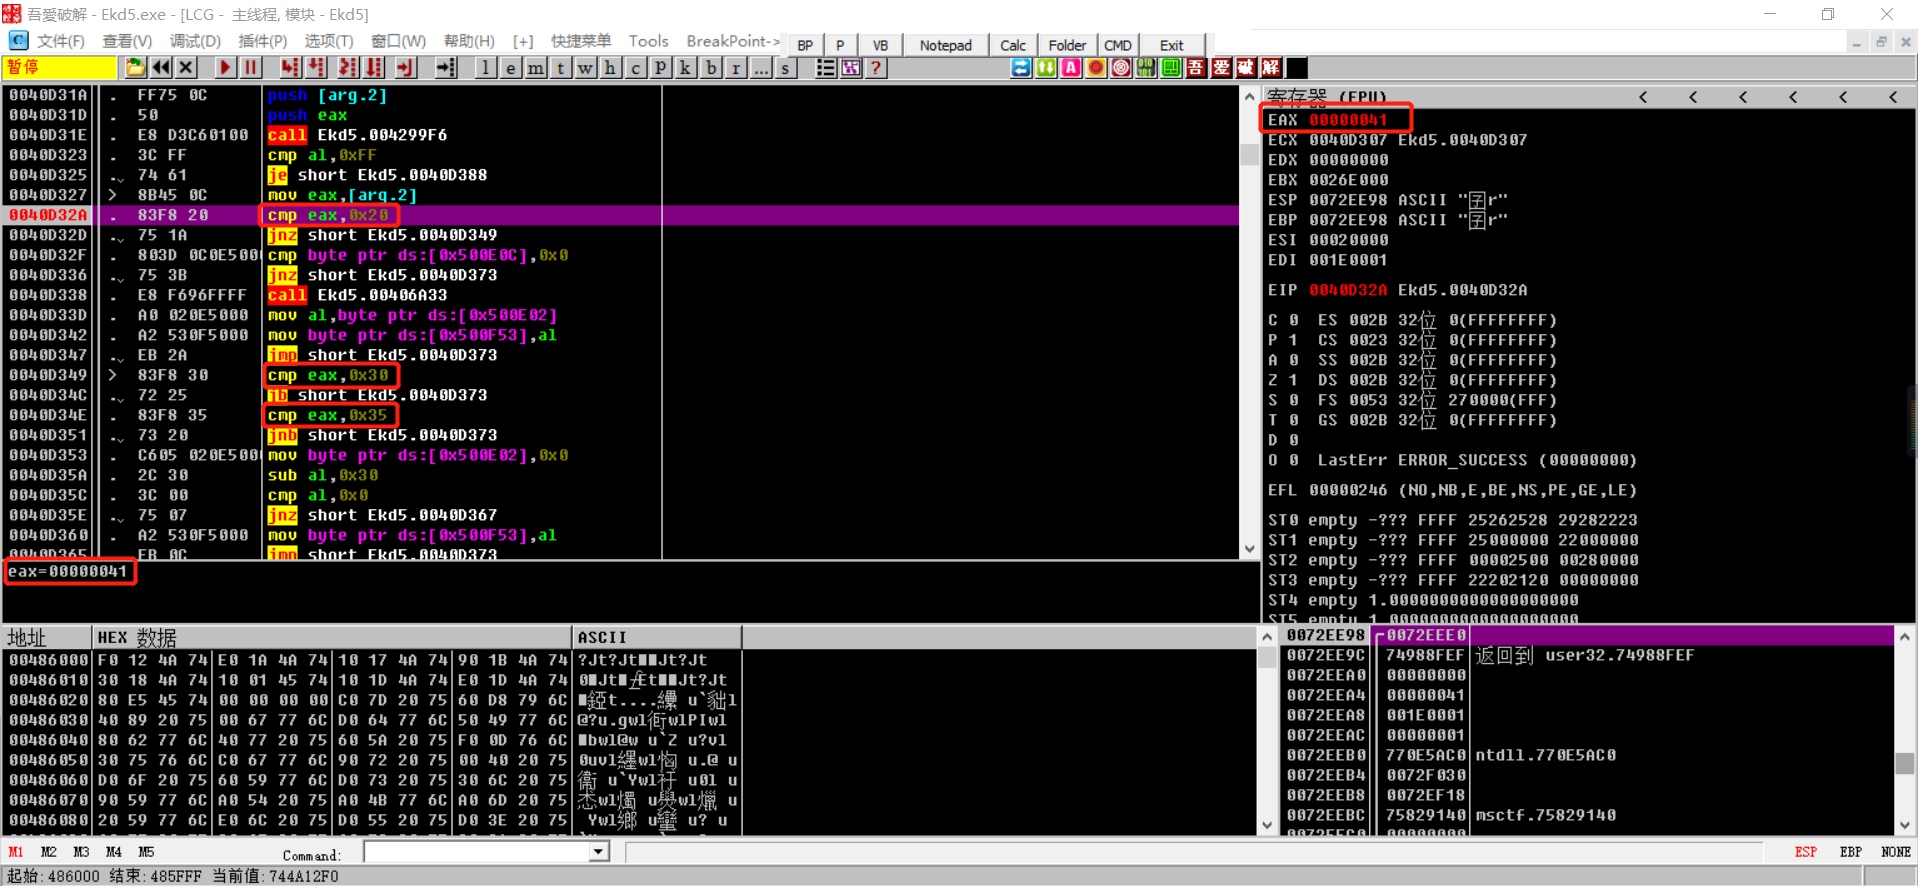 吾愛破解 - Ekd5.exe - [LCG - 主线程, 模块 - Ekd5]
文件(F) 查看(V) 调试(D) 插件(P) 选项(T) 窗口(W) 帮助(H) [+] 快捷菜单 Tools BreakPoint-> BP P VB Notepad Calc Folder CMD Exit
暂停 l e m t w h c p k b r ... s ? A 吾 爱 破 解
0040D31A . FF75 0C push [arg.2]
0040D31D . 50 push eax
0040D31E . E8 D3C60100 call Ekd5.004299F6
0040D323 . 3C FF cmp al,0xFF
0040D325 . 74 61 je short Ekd5.0040D388
0040D327 > 8B45 0C mov eax,[arg.2]
0040D32A . 83F8 20 cmp eax,0x20
0040D32D . 75 1A jnz short Ekd5.0040D349
0040D32F . 803D 0C0E5000 cmp byte ptr ds:[0x500E0C],0x0
0040D336 . 75 3B jnz short Ekd5.0040D373
0040D338 . E8 F696FFFF call Ekd5.00406A33
0040D33D . A0 020E5000 mov al,byte ptr ds:[0x500E02]
0040D342 . A2 530F5000 mov byte ptr ds:[0x500F53],al
0040D347 . EB 2A jmp short Ekd5.0040D373
0040D349 > 83F8 30 cmp eax,0x30
0040D34C . 72 25 jb short Ekd5.0040D373
0040D34E . 83F8 35 cmp eax,0x35
0040D351 . 73 20 jnb short Ekd5.0040D373
0040D353 . C605 020E500 mov byte ptr ds:[0x500E02],0x0
0040D35A . 2C 30 sub al,0x30
0040D35C . 3C 00 cmp al,0x0
0040D35E . 75 07 jnz short Ekd5.0040D367
0040D360 . A2 530F5000 mov byte ptr ds:[0x500F53],al
0040D365 . EB 0C jmp short Ekd5.0040D373
eax=00000041
寄存器 (FPU) < < < < < <
EAX 00000041
ECX 0040D307 Ekd5.0040D307
EDX 00000000
EBX 0026E000
ESP 0072EE98 ASCII "
EBP 0072EE98 ASCII "
ESI 00020000
EDI 001E0001
EIP 0040D32A Ekd5.0040D32A
C 0 ES 002B 32位 0(FFFFFFFF)
P 1 CS 0023 32位 0(FFFFFFFF)
A 0 SS 002B 32位 0(FFFFFFFF)
Z 1 DS 002B 32位 0(FFFFFFFF)
S 0 FS 0053 32位 270000(FFF)
T 0 GS 002B 32位 0(FFFFFFFF)
D 0
O 0 LastErr ERROR_SUCCESS (00000000)
EFL 00000246 (NO,NB,E,BE,NS,PE,GE,LE)
ST0 empty -??? FFFF 25262528 29282223
ST1 empty -??? FFFF 25000000 22000000
ST2 empty -??? FFFF 00002500 00280000
ST3 empty -??? FFFF 22202120 00000000
ST4 empty 1.0000000000000000000
ST5 empty 1.0000000000000000000
地址 HEX 数据 ASCII
00486000 F0 12 4A 74 E0 1A 4A 74 10 17 4A 74 90 1B 4A 74
00486010 30 18 4A 74 10 01 45 74 10 1D 4A 74 E0 1D 4A 74
00486020 80 E5 45 74 00 00 00 00 C0 7D 20 75 60 D8 79 6C
00486030 40 89 20 75 00 67 77 6C D0 64 77 6C 50 49 77 6C
00486040 80 62 77 6C 40 77 20 75 60 5A 20 75 F0 0D 76 6C
00486050 30 75 76 6C C0 67 77 6C 90 72 20 75 00 40 20 75
00486060 D0 6F 20 75 60 59 77 6C D0 73 20 75 30 6C 20 75
00486070 90 59 77 6C A0 54 20 75 A0 4B 77 6C A0 6D 20 75
00486080 20 59 77 6C E0 6C 20 75 D0 55 20 75 D0 3E 20 75
0072EE98 0072EEE0
0072EE9C 74988FEF 返回到 user32.74988FEF
0072EEA0 00000000
0072EEA4 00000041
0072EEA8 001E0001
0072EEAC 00000001
0072EEB0 770E5AC0 ntdll.770E5AC0
0072EEB4 0072F030
0072EEB8 0072EF18
0072EEBC 75829140 msctf.75829140
0072EEC0 00000000
M1 M2 M3 M4 M5 Command: ESP EBP NONE
起始:486000 结束:485FFF 当前值:744A12F0